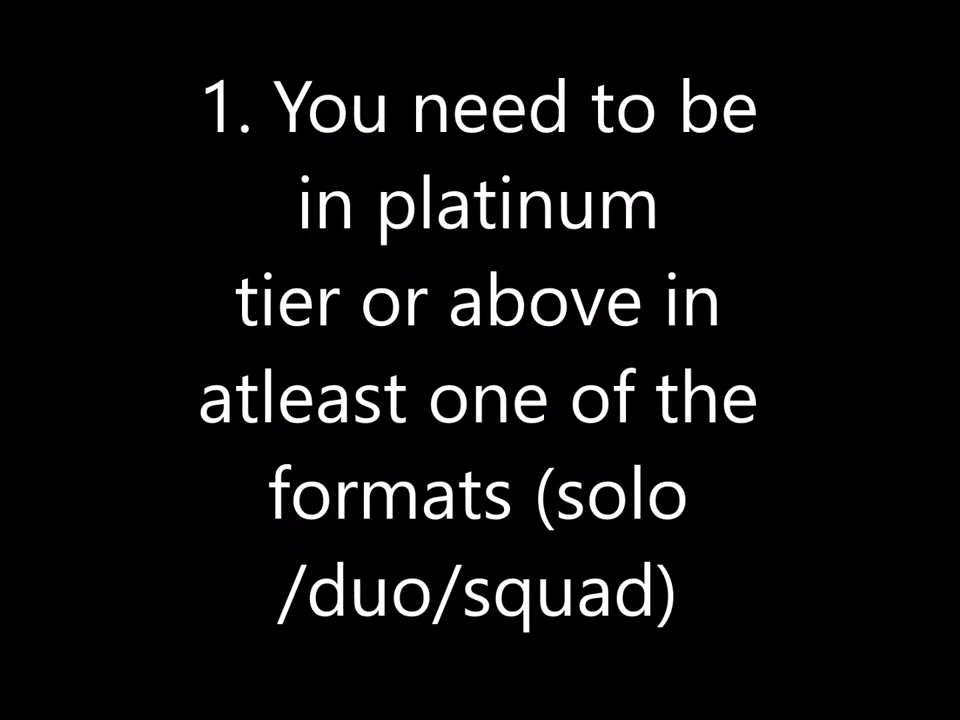 1. You need to be
in platinum
tier or above in
atleast one of the
formats (solo
/duo/squad)